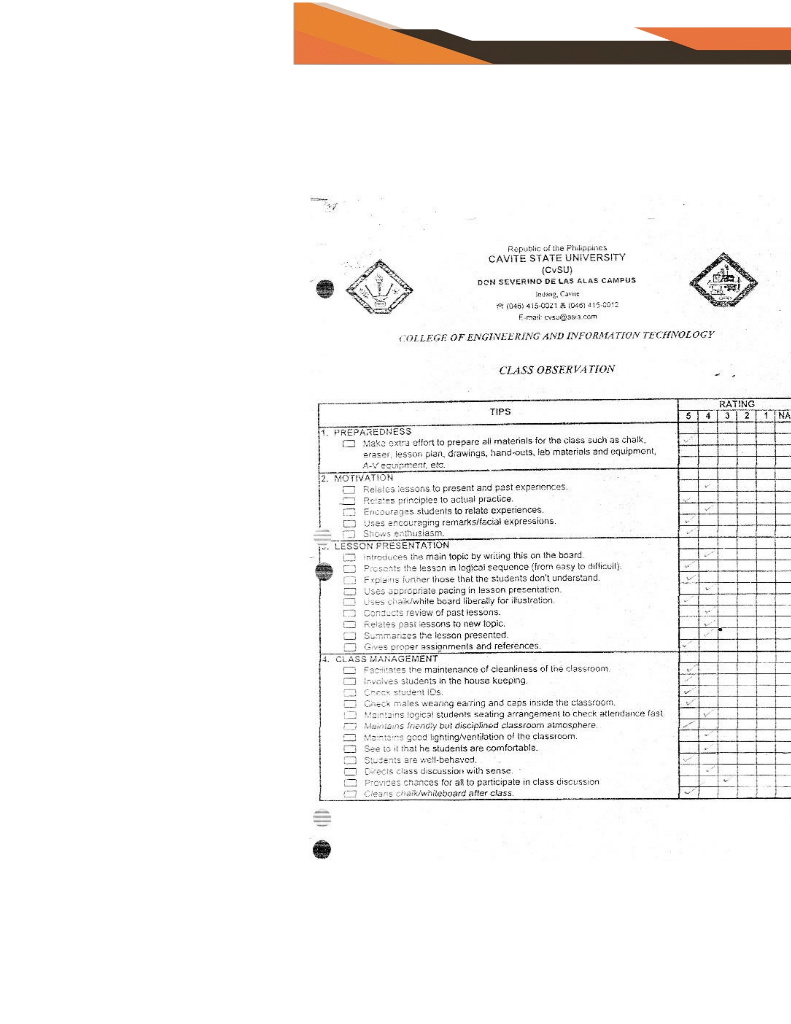 Republic of the Philippines
CAVITE STATE UNIVERSITY
(CvSU)
DON SEVERINO DE LAS ALAS CAMPUS
Indang, Cavite
☏ (046) 415-0021 & (046) 415-0012
E-mail: cvsu@asia.com
COLLEGE OF ENGINEERING AND INFORMATION TECHNOLOGY
CLASS OBSERVATION
TIPS RATING
5 4 3 2 1 NA
1. PREPAREDNESS
Make extra effort to prepare all materials for the class such as chalk,
eraser, lesson plan, drawings, hand-outs, lab materials and equipment,
A-V equipment, etc.
2. MOTIVATION
Relates lessons to present and past experiences.
Relates principles to actual practice.
Encourages students to relate experiences.
Uses encouraging remarks/facial expressions.
Shows enthusiasm.
3. LESSON PRESENTATION
Introduces the main topic by writing this on the board.
Presents the lesson in logical sequence (from easy to difficult).
Explains further those that the students don't understand.
Uses appropriate pacing in lesson presentation.
Uses chalk/white board liberally for illustration.
Conducts review of past lessons.
Relates past lessons to new topic.
Summarizes the lesson presented.
Gives proper assignments and references.
4. CLASS MANAGEMENT
Facilitates the maintenance of cleanliness of the classroom.
Involves students in the house keeping.
Check student IDs.
Check males wearing earring and caps inside the classroom.
Maintains logical students seating arrangement to check attendance fast.
Maintains friendly but disciplined classroom atmosphere.
Maintains good lighting/ventilation of the classroom.
See to it that he students are comfortable.
Students are well-behaved.
Directs class discussion with sense.
Provides chances for all to participate in class discussion
Cleans chalk/whiteboard after class.